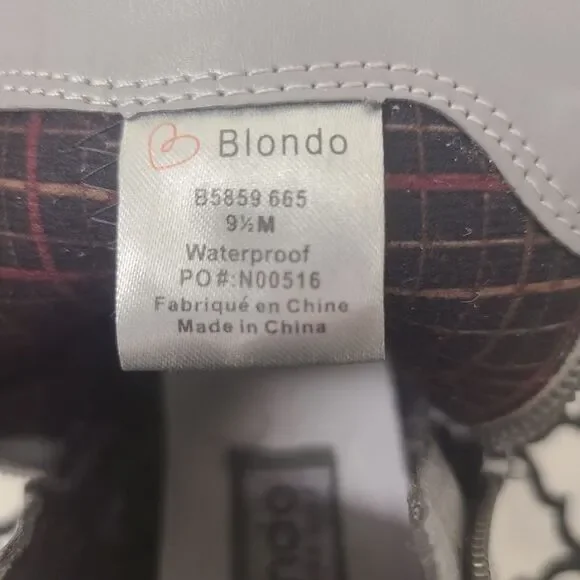 Blondo
B5859 665
9½M
Waterproof
PO#:N00516
Fabriqué en Chine
Made in China